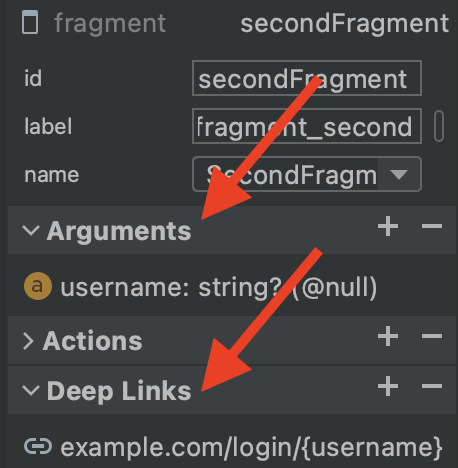 fragment secondFragment
id secondFragment
label fragment_second
name SecondFragm
Arguments
a username: string? (@null)
Actions
Deep Links
example.com/login/{username}